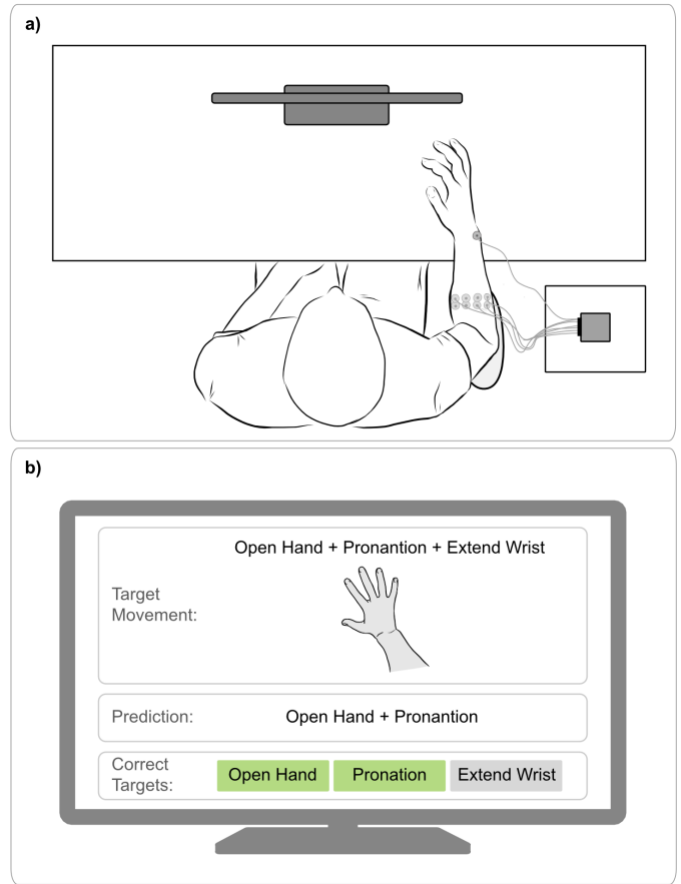 a)
b)
Open Hand + Pronantion + Extend Wrist
Target
Movement:
Prediction:
Open Hand + Pronantion
Correct
Targets:
Open Hand
Pronation
Extend Wrist